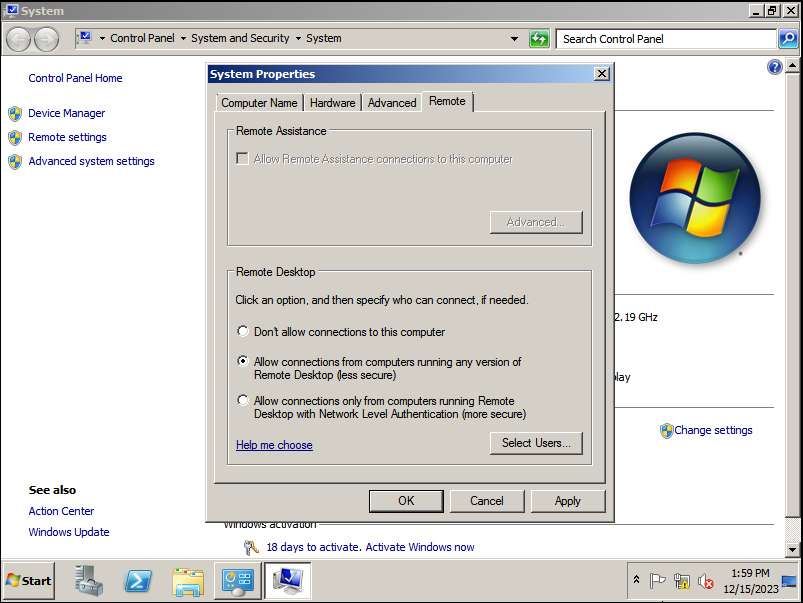 System
Control Panel
System and Security
System
Search Control Panel
Control Panel Home
Device Manager
Remote settings
Advanced system settings
System Properties
Computer Name
Hardware
Advanced
Remote
Remote Assistance
Allow Remote Assistance connections to this computer
Advanced...
Remote Desktop
Click an option, and then specify who can connect, if needed.
Don't allow connections to this computer
Allow connections from computers running any version of
Remote Desktop (less secure)
Allow connections only from computers running Remote
Desktop with Network Level Authentication (more secure)
Help me choose
Select Users...
OK
Cancel
Apply
2.19 GHz
Change settings
See also
Action Center
Windows Update
Windows activation
18 days to activate. Activate Windows now
Start
1:59 PM
12/15/2023